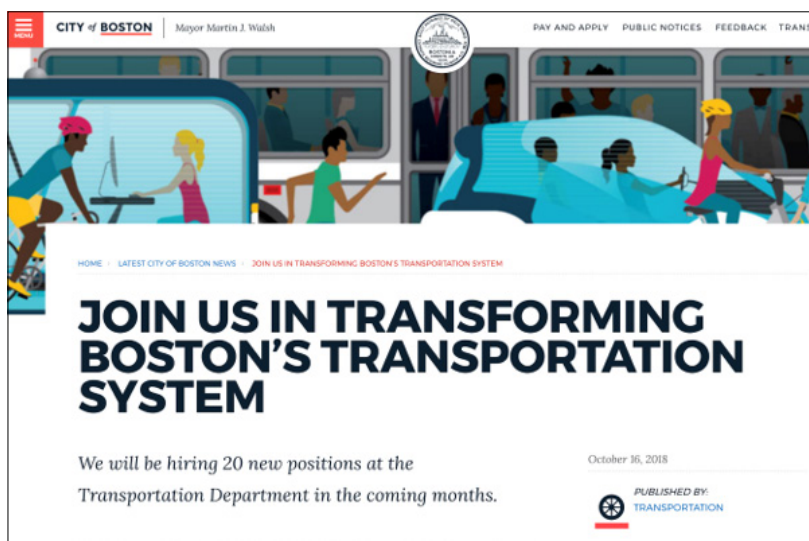 MENU
CITY of BOSTON
Mayor Martin J. Walsh
BOSTONIA
PAY AND APPLY PUBLIC NOTICES FEEDBACK TRANS
HOME
LATEST CITY OF BOSTON NEWS
JOIN US IN TRANSFORMING BOSTON'S TRANSPORTATION SYSTEM
JOIN US IN TRANSFORMING
BOSTON'S TRANSPORTATION
SYSTEM
We will be hiring 20 new positions at the
Transportation Department in the coming months.
October 16, 2018
PUBLISHED BY:
TRANSPORTATION